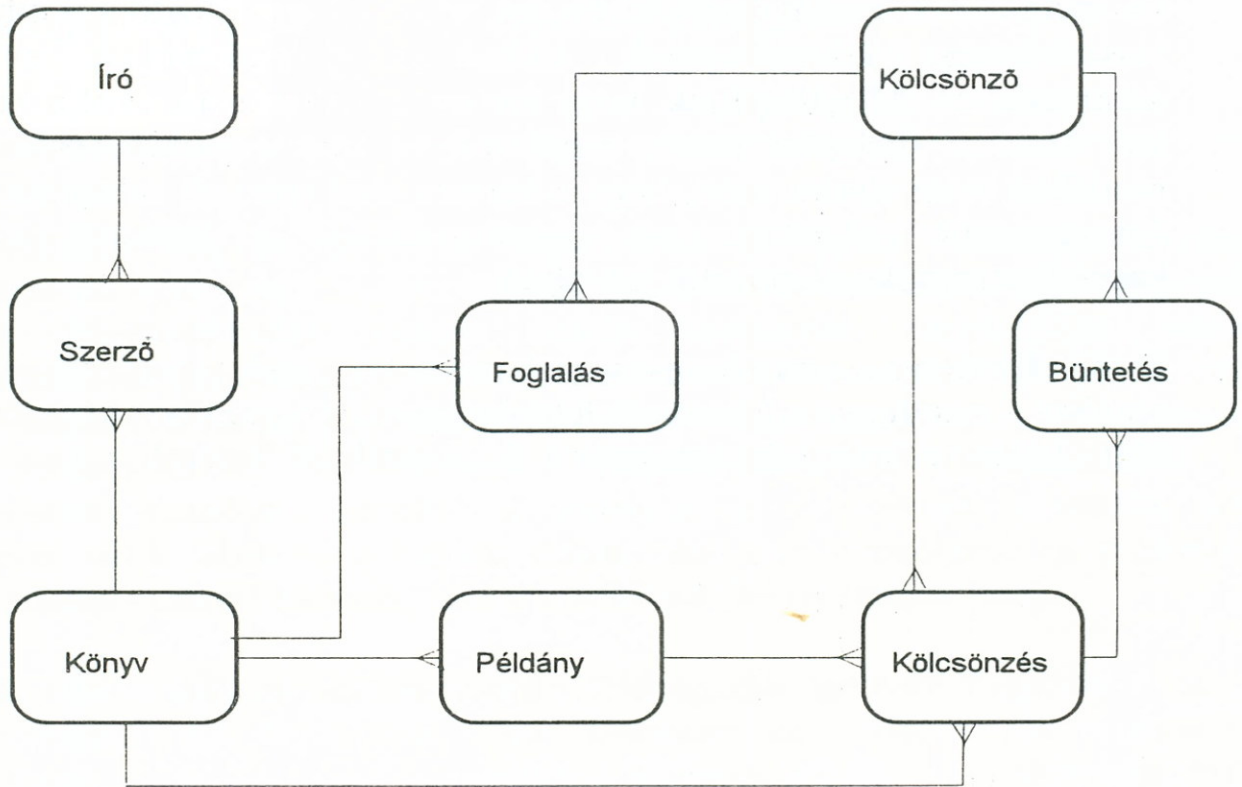 Író
Kölcsönzõ
Szerzõ
Foglalás
Büntetés
Könyv
Példány
Kölcsönzés